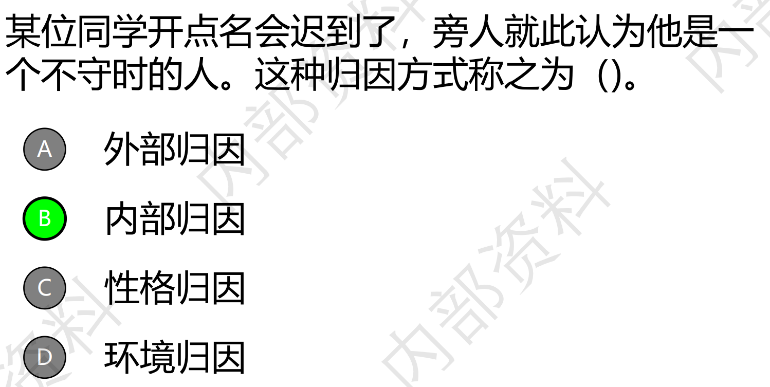 某位同学开点名会迟到了，旁人就此认为他是一
个不守时的人。这种归因方式称之为（）。
A 外部归因
B 内部归因
C 性格归因
D 环境归因
内部资料
内部资料
内部
资料